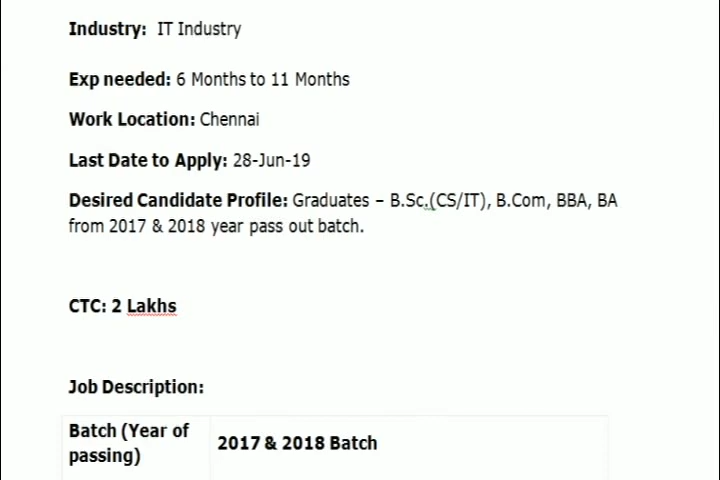 Industry: IT Industry
Exp needed: 6 Months to 11 Months
Work Location: Chennai
Last Date to Apply: 28-Jun-19
Desired Candidate Profile: Graduates – B.Sc.(CS/IT), B.Com, BBA, BA
from 2017 & 2018 year pass out batch.
CTC: 2 Lakhs
Job Description:
Batch (Year of
passing)
2017 & 2018 Batch